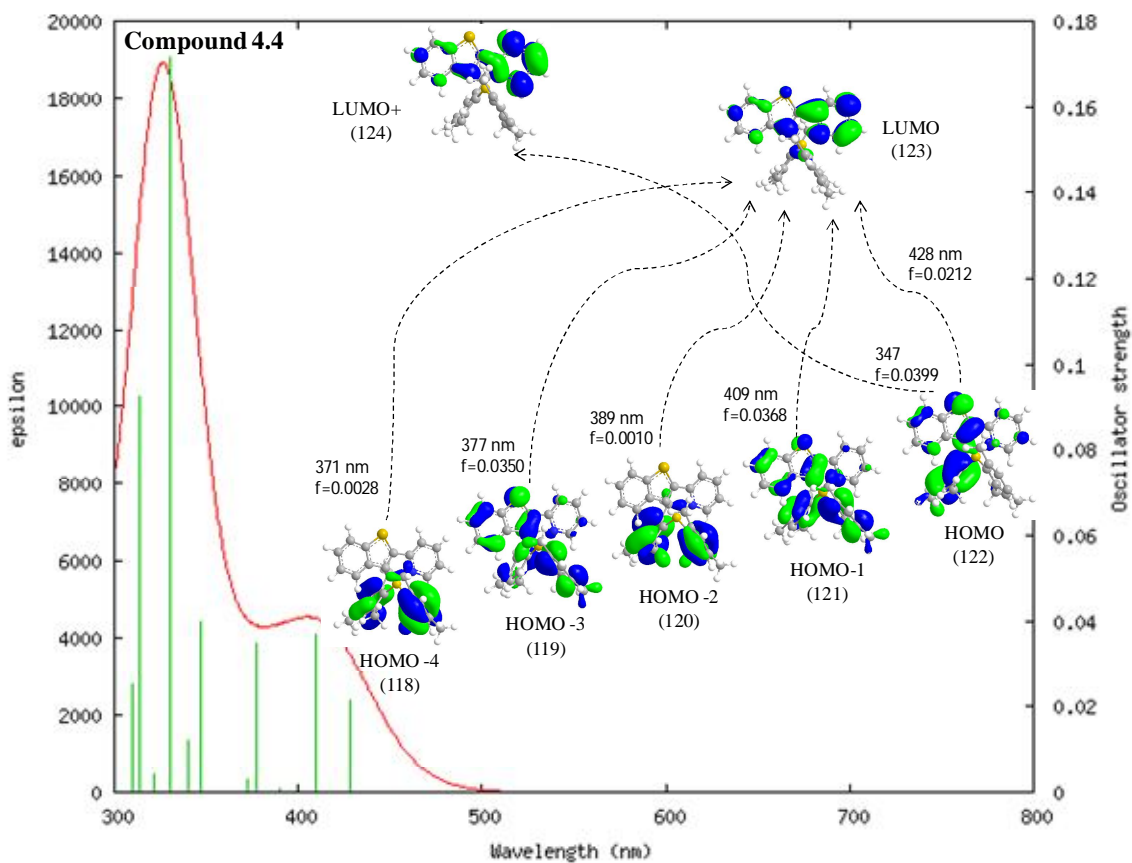 Compound 4.4
20000
18000
16000
14000
12000
10000
8000
6000
4000
2000
0
epsilon
300
400
500
600
700
800
Wavelength (nm)
0.18
0.16
0.14
0.12
0.1
0.08
0.06
0.04
0.02
0
Oscillator strength
LUMO+
(124)
LUMO
(123)
428 nm
f=0.0212
347
f=0.0399
409 nm
f=0.0368
389 nm
f=0.0010
377 nm
f=0.0350
371 nm
f=0.0028
HOMO
(122)
HOMO-1
(121)
HOMO -2
(120)
HOMO -3
(119)
HOMO -4
(118)